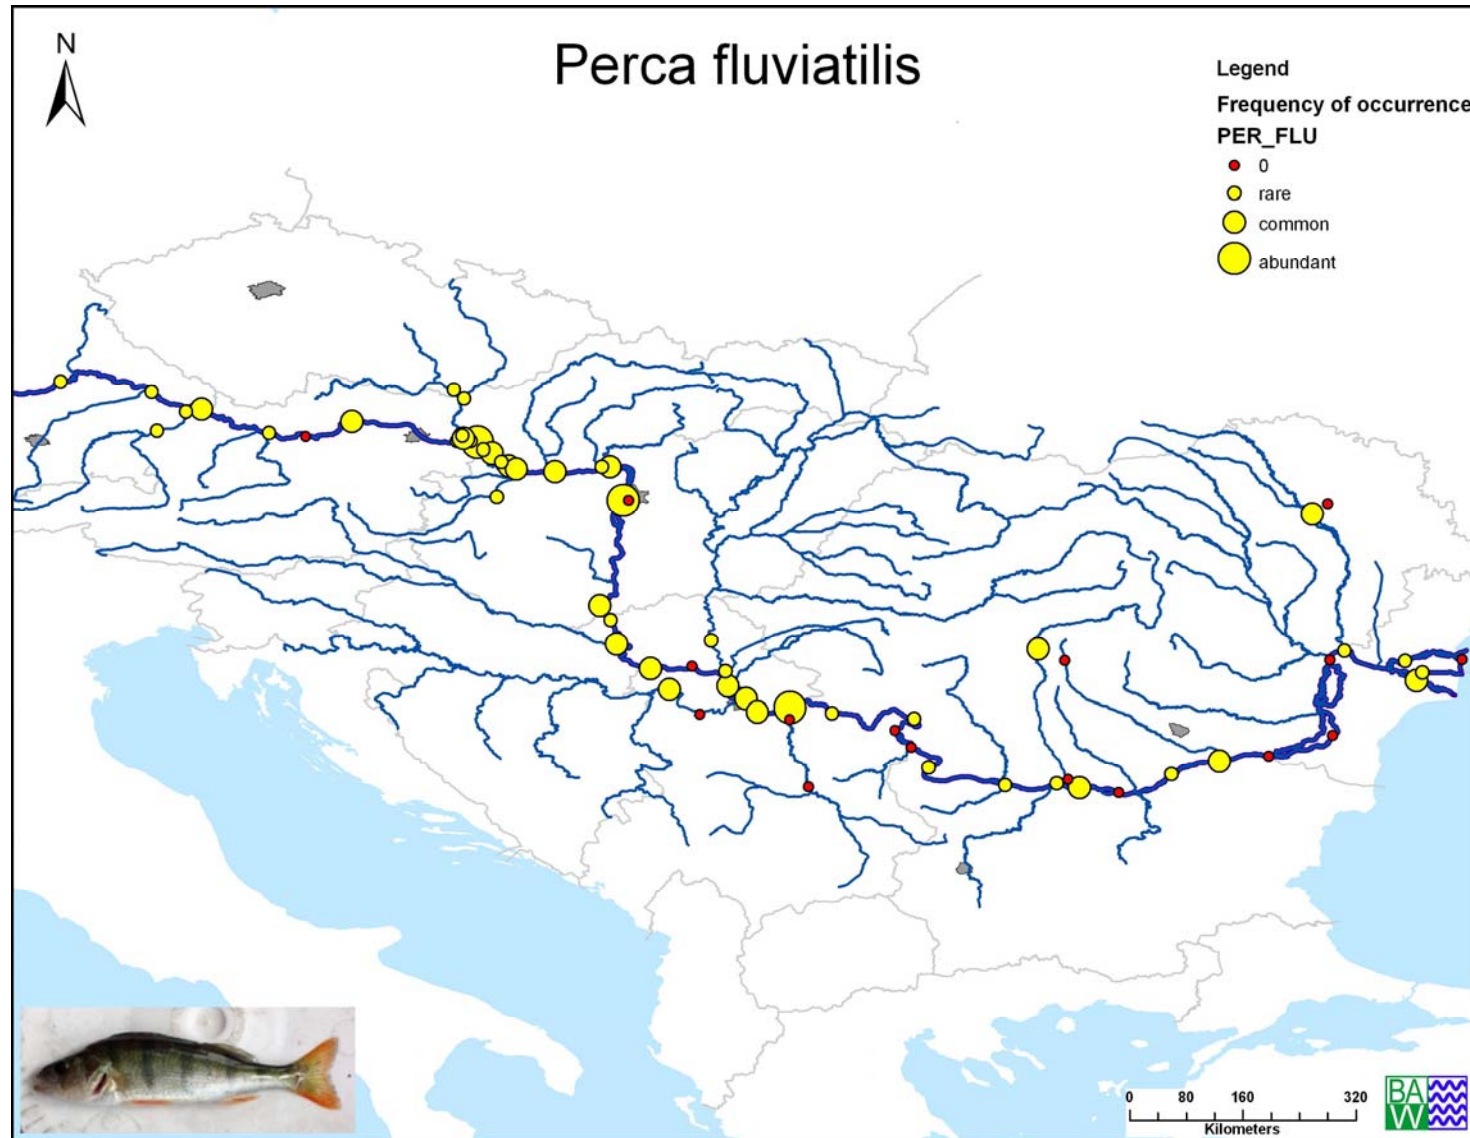 N
Perca fluviatilis
Legend
Frequency of occurrence
PER_FLU
0
rare
common
abundant
0 80 160 320
Kilometers
BA
W